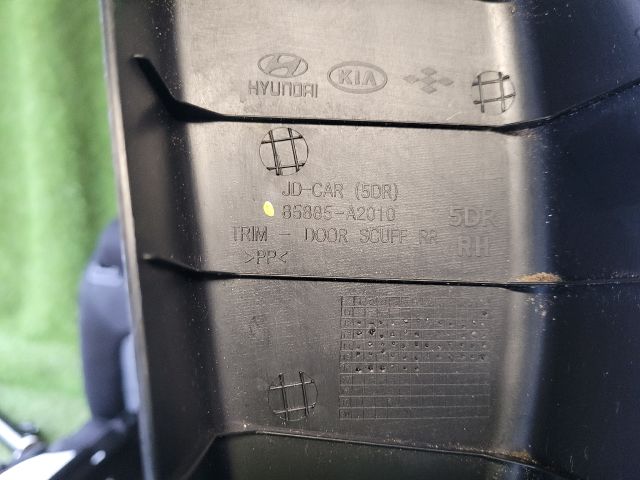 HYUNDAI KIA
JD-CAR (5DR)
85885-A2010
TRIM - DOOR SCUFF RR
>PP<
5DR
RH